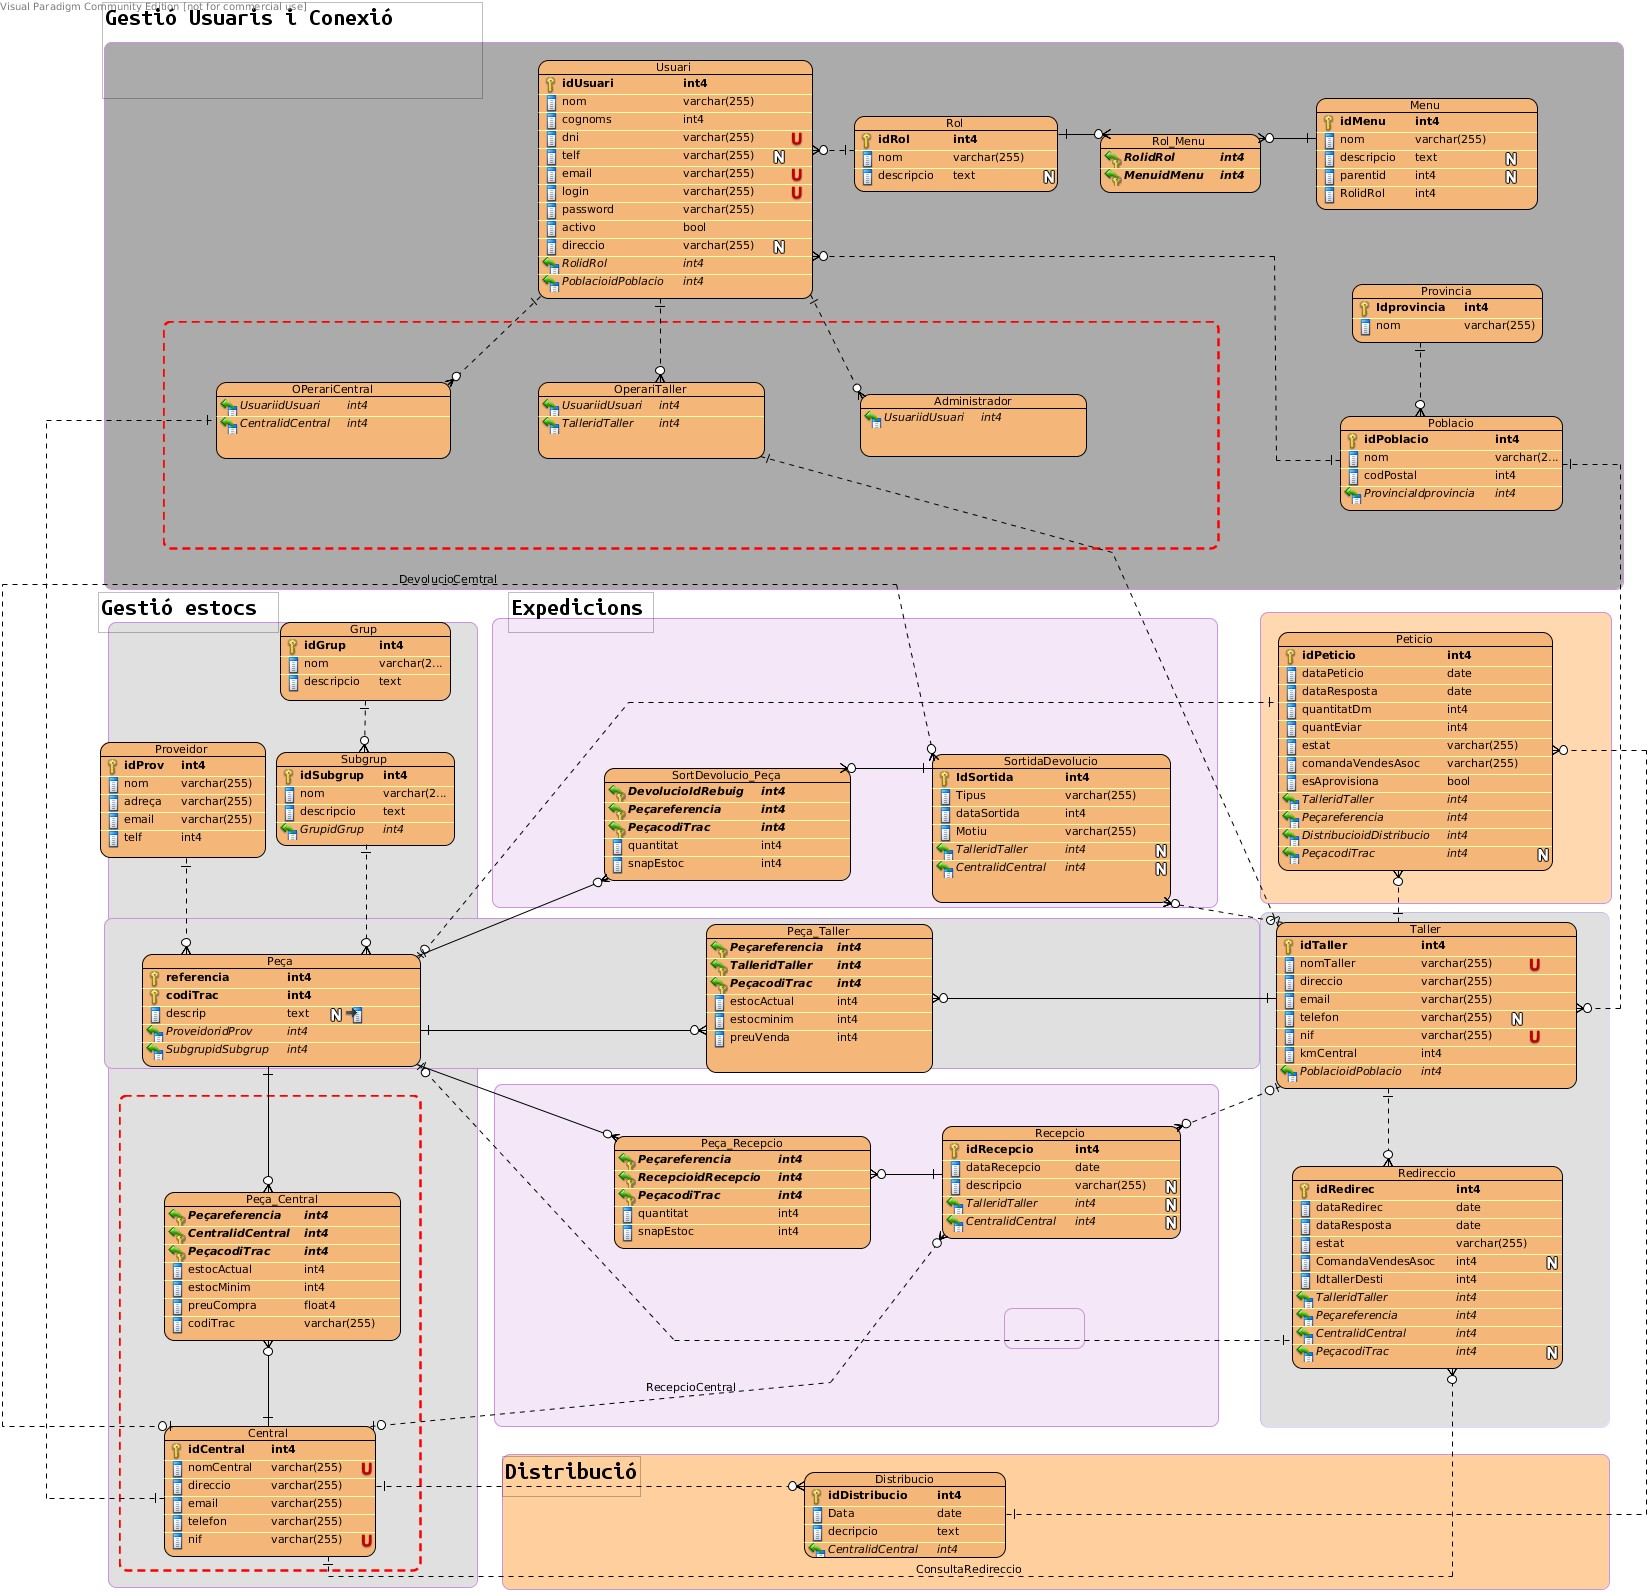 Visual Paradigm Community Edition [not for commercial use]
Gestió Usuaris i Conexió
Usuari
idUsuari int4
nom varchar(255)
cognoms int4
dni varchar(255) U
telf varchar(255) N
email varchar(255) U
login varchar(255) U
password varchar(255)
activo bool
direccio varchar(255) N
RolidRol int4
PoblacioidPoblacio int4
Rol
idRol int4
nom varchar(255)
descripcio text N
Rol_Menu
RolidRol int4
MenuidMenu int4
Menu
idMenu int4
nom varchar(255)
descripcio text N
parentid int4 N
RolidRol int4
Provincia
Idprovincia int4
nom varchar(255)
OPerariCentral
UsuariidUsuari int4
CentralidCentral int4
OperariTaller
UsuariidUsuari int4
TalleridTaller int4
Administrador
UsuariidUsuari int4
Poblacio
idPoblacio int4
nom varchar(2...
codPostal int4
ProvinciaIdprovincia int4
DevolucioCemtral
Gestió estocs
Grup
idGrup int4
nom varchar(2...
descripcio text
Proveidor
idProv int4
nom varchar(255)
adreça varchar(255)
email varchar(255)
telf int4
Subgrup
idSubgrup int4
nom varchar(2...
descripcio text
GrupidGrup int4
Expedicions
SortDevolucio_Peça
DevolucioIdRebuig int4
Peçareferencia int4
PeçacodiTrac int4
quantitat int4
snapEstoc int4
SortidaDevolucio
IdSortida int4
Tipus varchar(255)
dataSortida int4
Motiu varchar(255)
TalleridTaller int4 N
CentralidCentral int4 N
Peticio
idPeticio int4
dataPeticio date
dataResposta date
quantitatDm int4
quantEviar int4
estat varchar(255)
comandaVendesAsoc varchar(255)
esAprovisiona bool
TalleridTaller int4
Peçareferencia int4
DistribucioidDistribucio int4
PeçacodiTrac int4 N
Peça
referencia int4
codiTrac int4
descrip text N
ProveidoridProv int4
SubgrupidSubgrup int4
Peça_Taller
Peçareferencia int4
TalleridTaller int4
PeçacodiTrac int4
estocActual int4
estocminim int4
preuVenda int4
Taller
idTaller int4
nomTaller varchar(255) U
direccio varchar(255)
email varchar(255)
telefon varchar(255) N
nif varchar(255) U
kmCentral int4
PoblacioidPoblacio int4
Peça_Recepcio
Peçareferencia int4
RecepcioidRecepcio int4
PeçacodiTrac int4
quantitat int4
snapEstoc int4
Recepcio
idRecepcio int4
dataRecepcio date
descripcio varchar(255) N
TalleridTaller int4 N
CentralidCentral int4 N
Redireccio
idRedirec int4
dataRedirec date
dataResposta date
estat varchar(255)
ComandaVendesAsoc int4 N
IdtallerDesti int4
TalleridTaller int4
Peçareferencia int4
CentralidCentral int4
PeçacodiTrac int4 N
Peça_Central
Peçareferencia int4
CentralidCentral int4
PeçacodiTrac int4
estocActual int4
estocMinim int4
preuCompra float4
codiTrac varchar(255)
RecepcioCentral
Central
idCentral int4
nomCentral varchar(255) U
direccio varchar(255)
email varchar(255)
telefon varchar(255)
nif varchar(255) U
Distribució
Distribucio
idDistribucio int4
Data date
decripcio text
CentralidCentral int4
ConsultaRedireccio